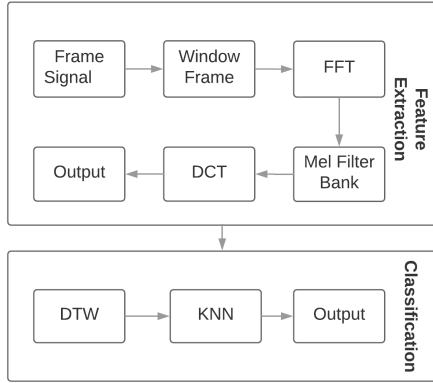 Frame
Signal
Window
Frame
FFT
Feature
Extraction
Output
DCT
Mel Filter
Bank
DTW
KNN
Output
Classification